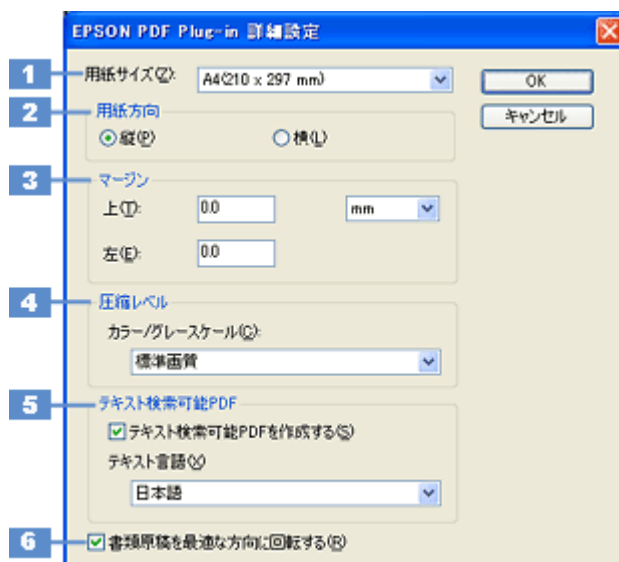 EPSON PDF Plug-in 詳細設定
1 用紙サイズ(Z): A4(210 x 297 mm) OK
2 用紙方向 キャンセル
縦(P) 横(L)
3 マージン
上(T): 0.0 mm
左(E): 0.0
4 圧縮レベル
カラー/グレースケール(C):
標準画質
5 テキスト検索可能PDF
テキスト検索可能PDFを作成する(S)
テキスト言語(X)
日本語
6 書類原稿を最適な方向に回転する(R)